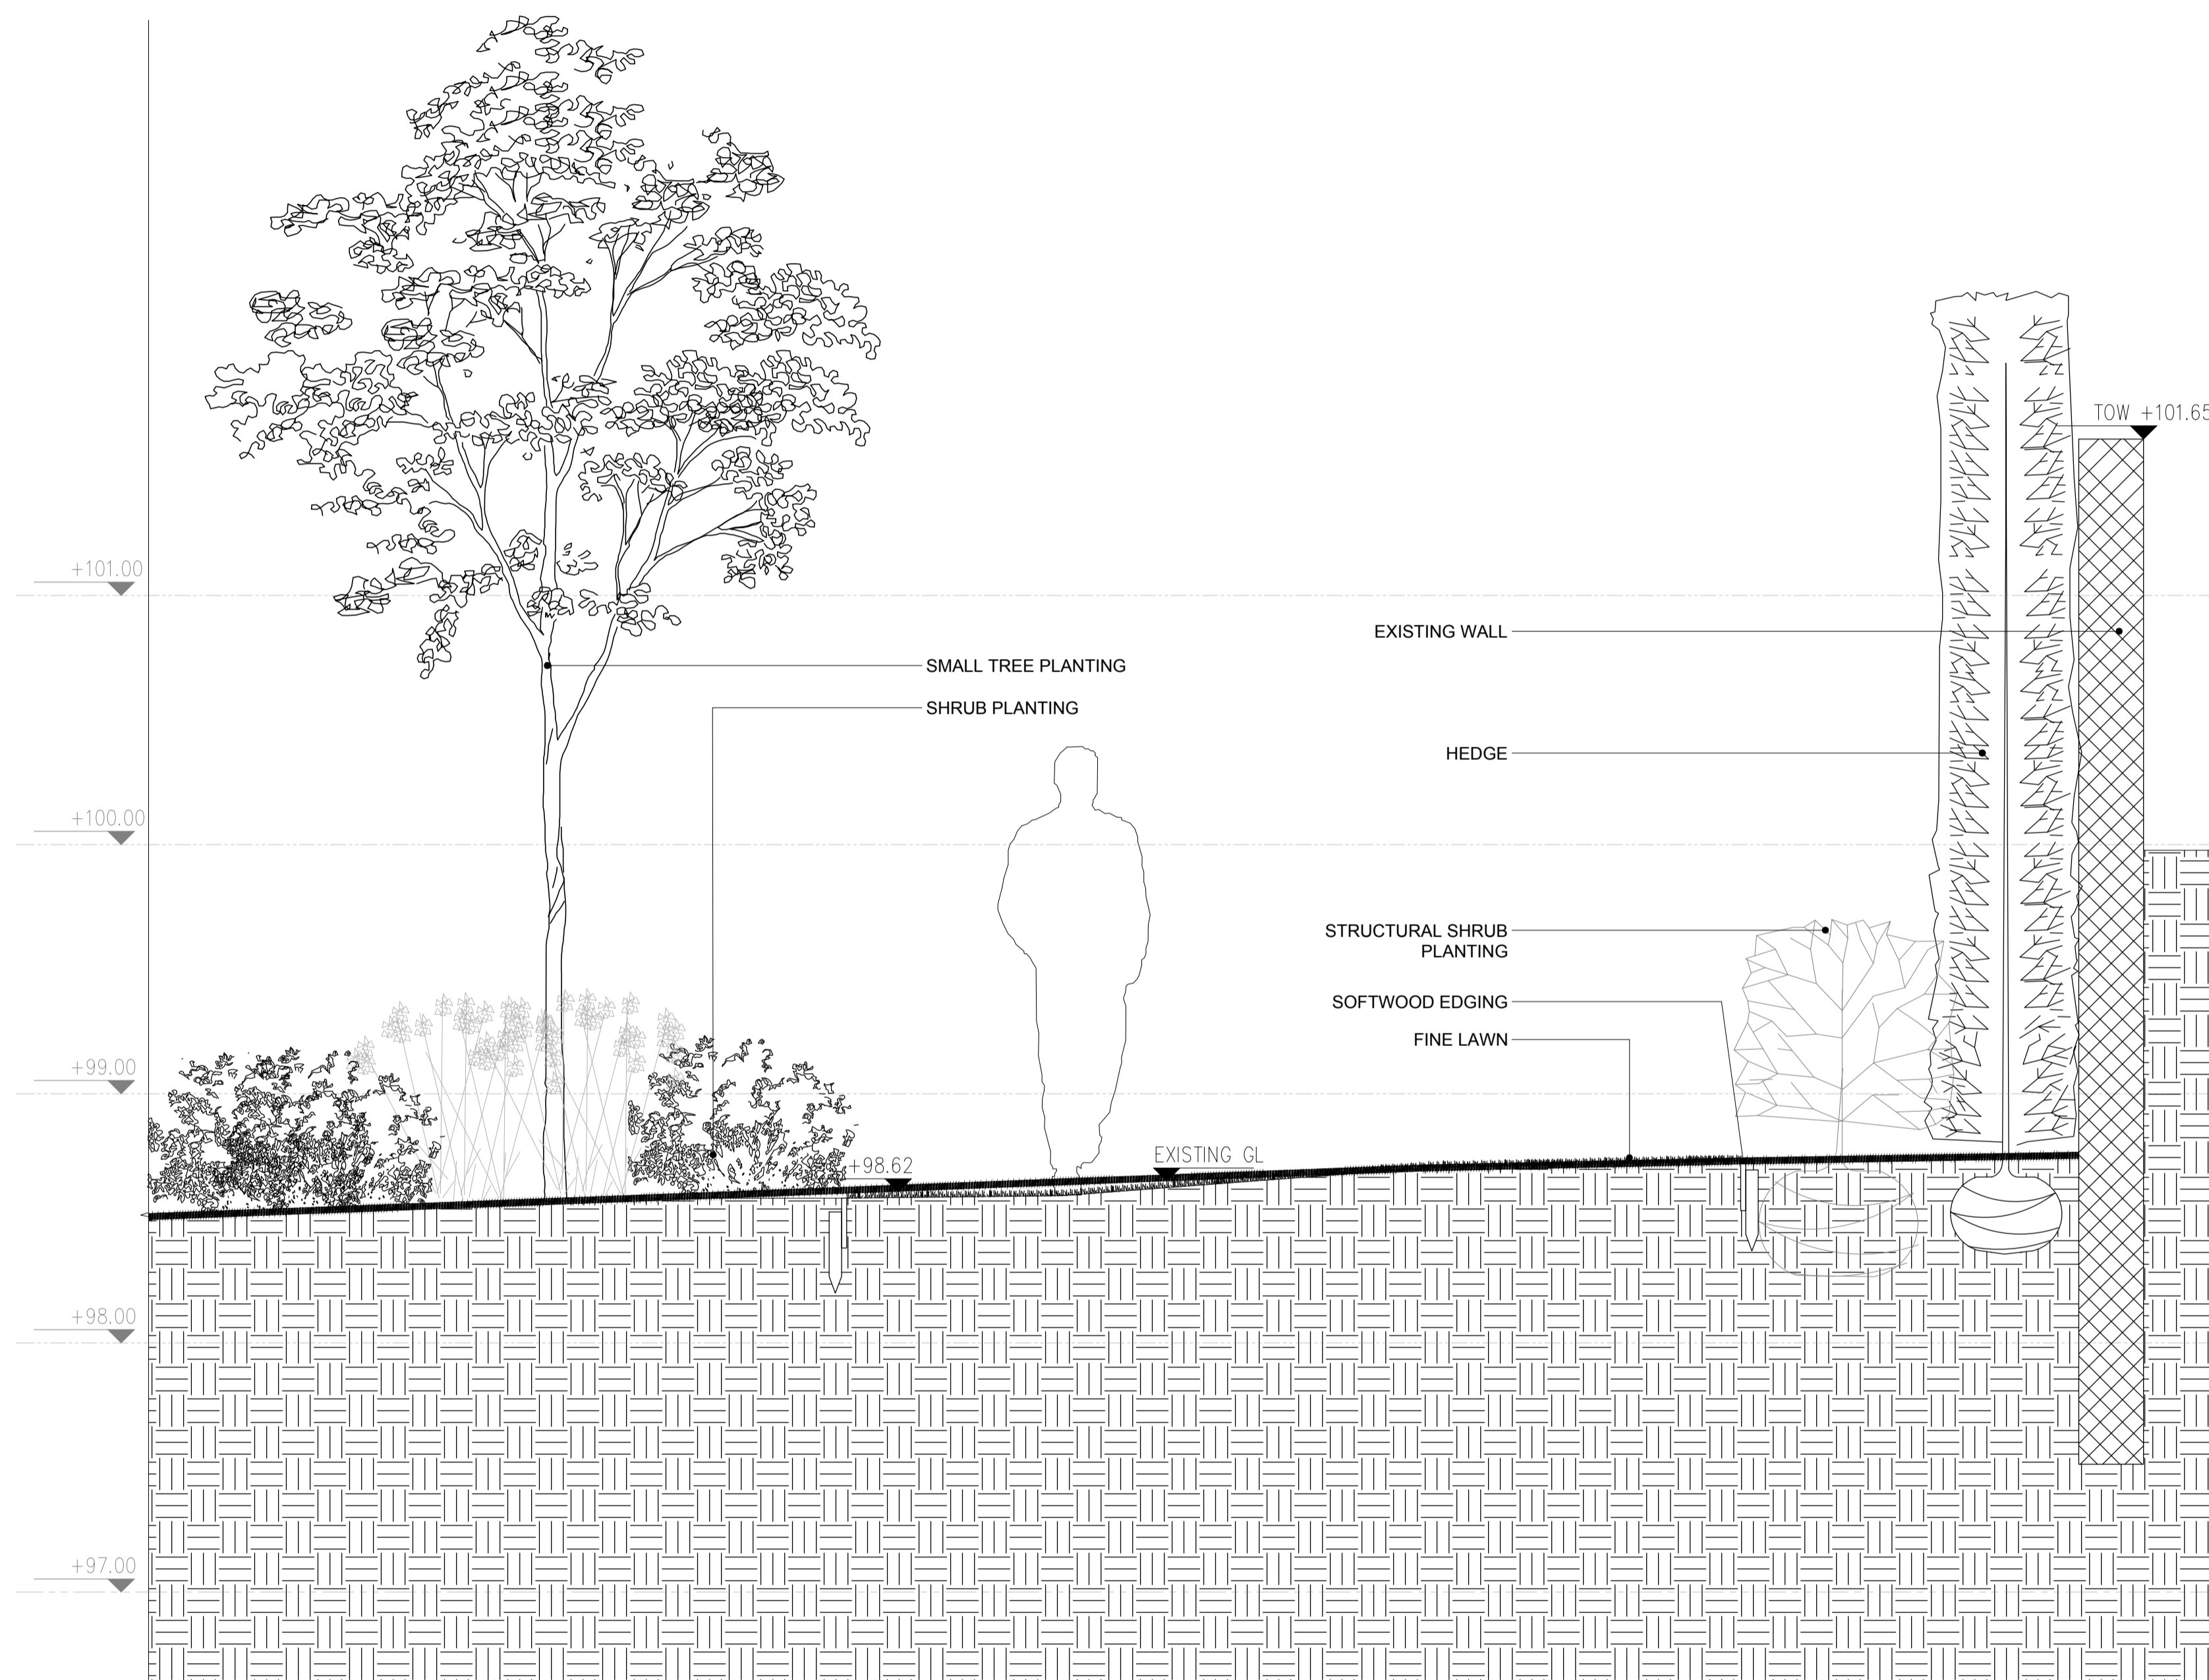 TOW +101.65
+101.00
EXISTING WALL
SMALL TREE PLANTING
SHRUB PLANTING
HEDGE
+100.00
STRUCTURAL SHRUB
PLANTING
SOFTWOOD EDGING
FINE LAWN
+99.00
EXISTING GL
+98.62
+98.00
+97.00